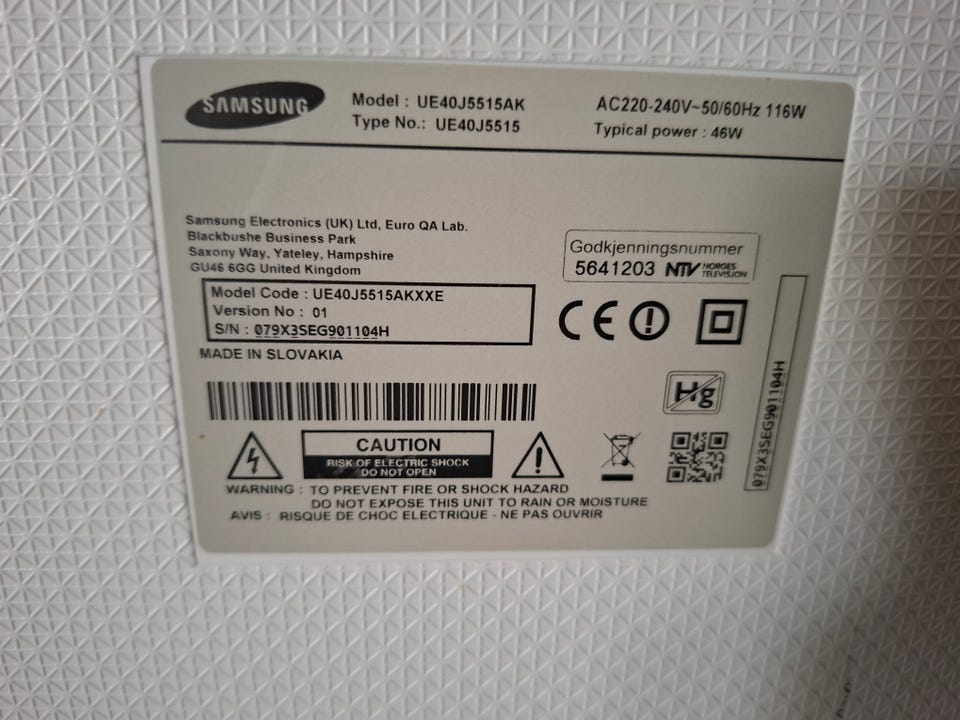 SAMSUNG
Model : UE40J5515AK
Type No.: UE40J5515
AC220-240V~50/60Hz 116W
Typical power : 46W
Samsung Electronics (UK) Ltd, Euro QA Lab.
Blackbushe Business Park
Saxony Way, Yateley, Hampshire
GU46 6GG United Kingdom
Godkjenningsnummer
5641203 NTV NORGES TELEVISJON
Model Code : UE40J5515AKXXE
Version No : 01
S/N : 079X3SEG901104H
MADE IN SLOVAKIA
CE
Hg
079X3SEG901104H
CAUTION
RISK OF ELECTRIC SHOCK
DO NOT OPEN
WARNING : TO PREVENT FIRE OR SHOCK HAZARD
DO NOT EXPOSE THIS UNIT TO RAIN OR MOISTURE
AVIS : RISQUE DE CHOC ELECTRIQUE - NE PAS OUVRIR